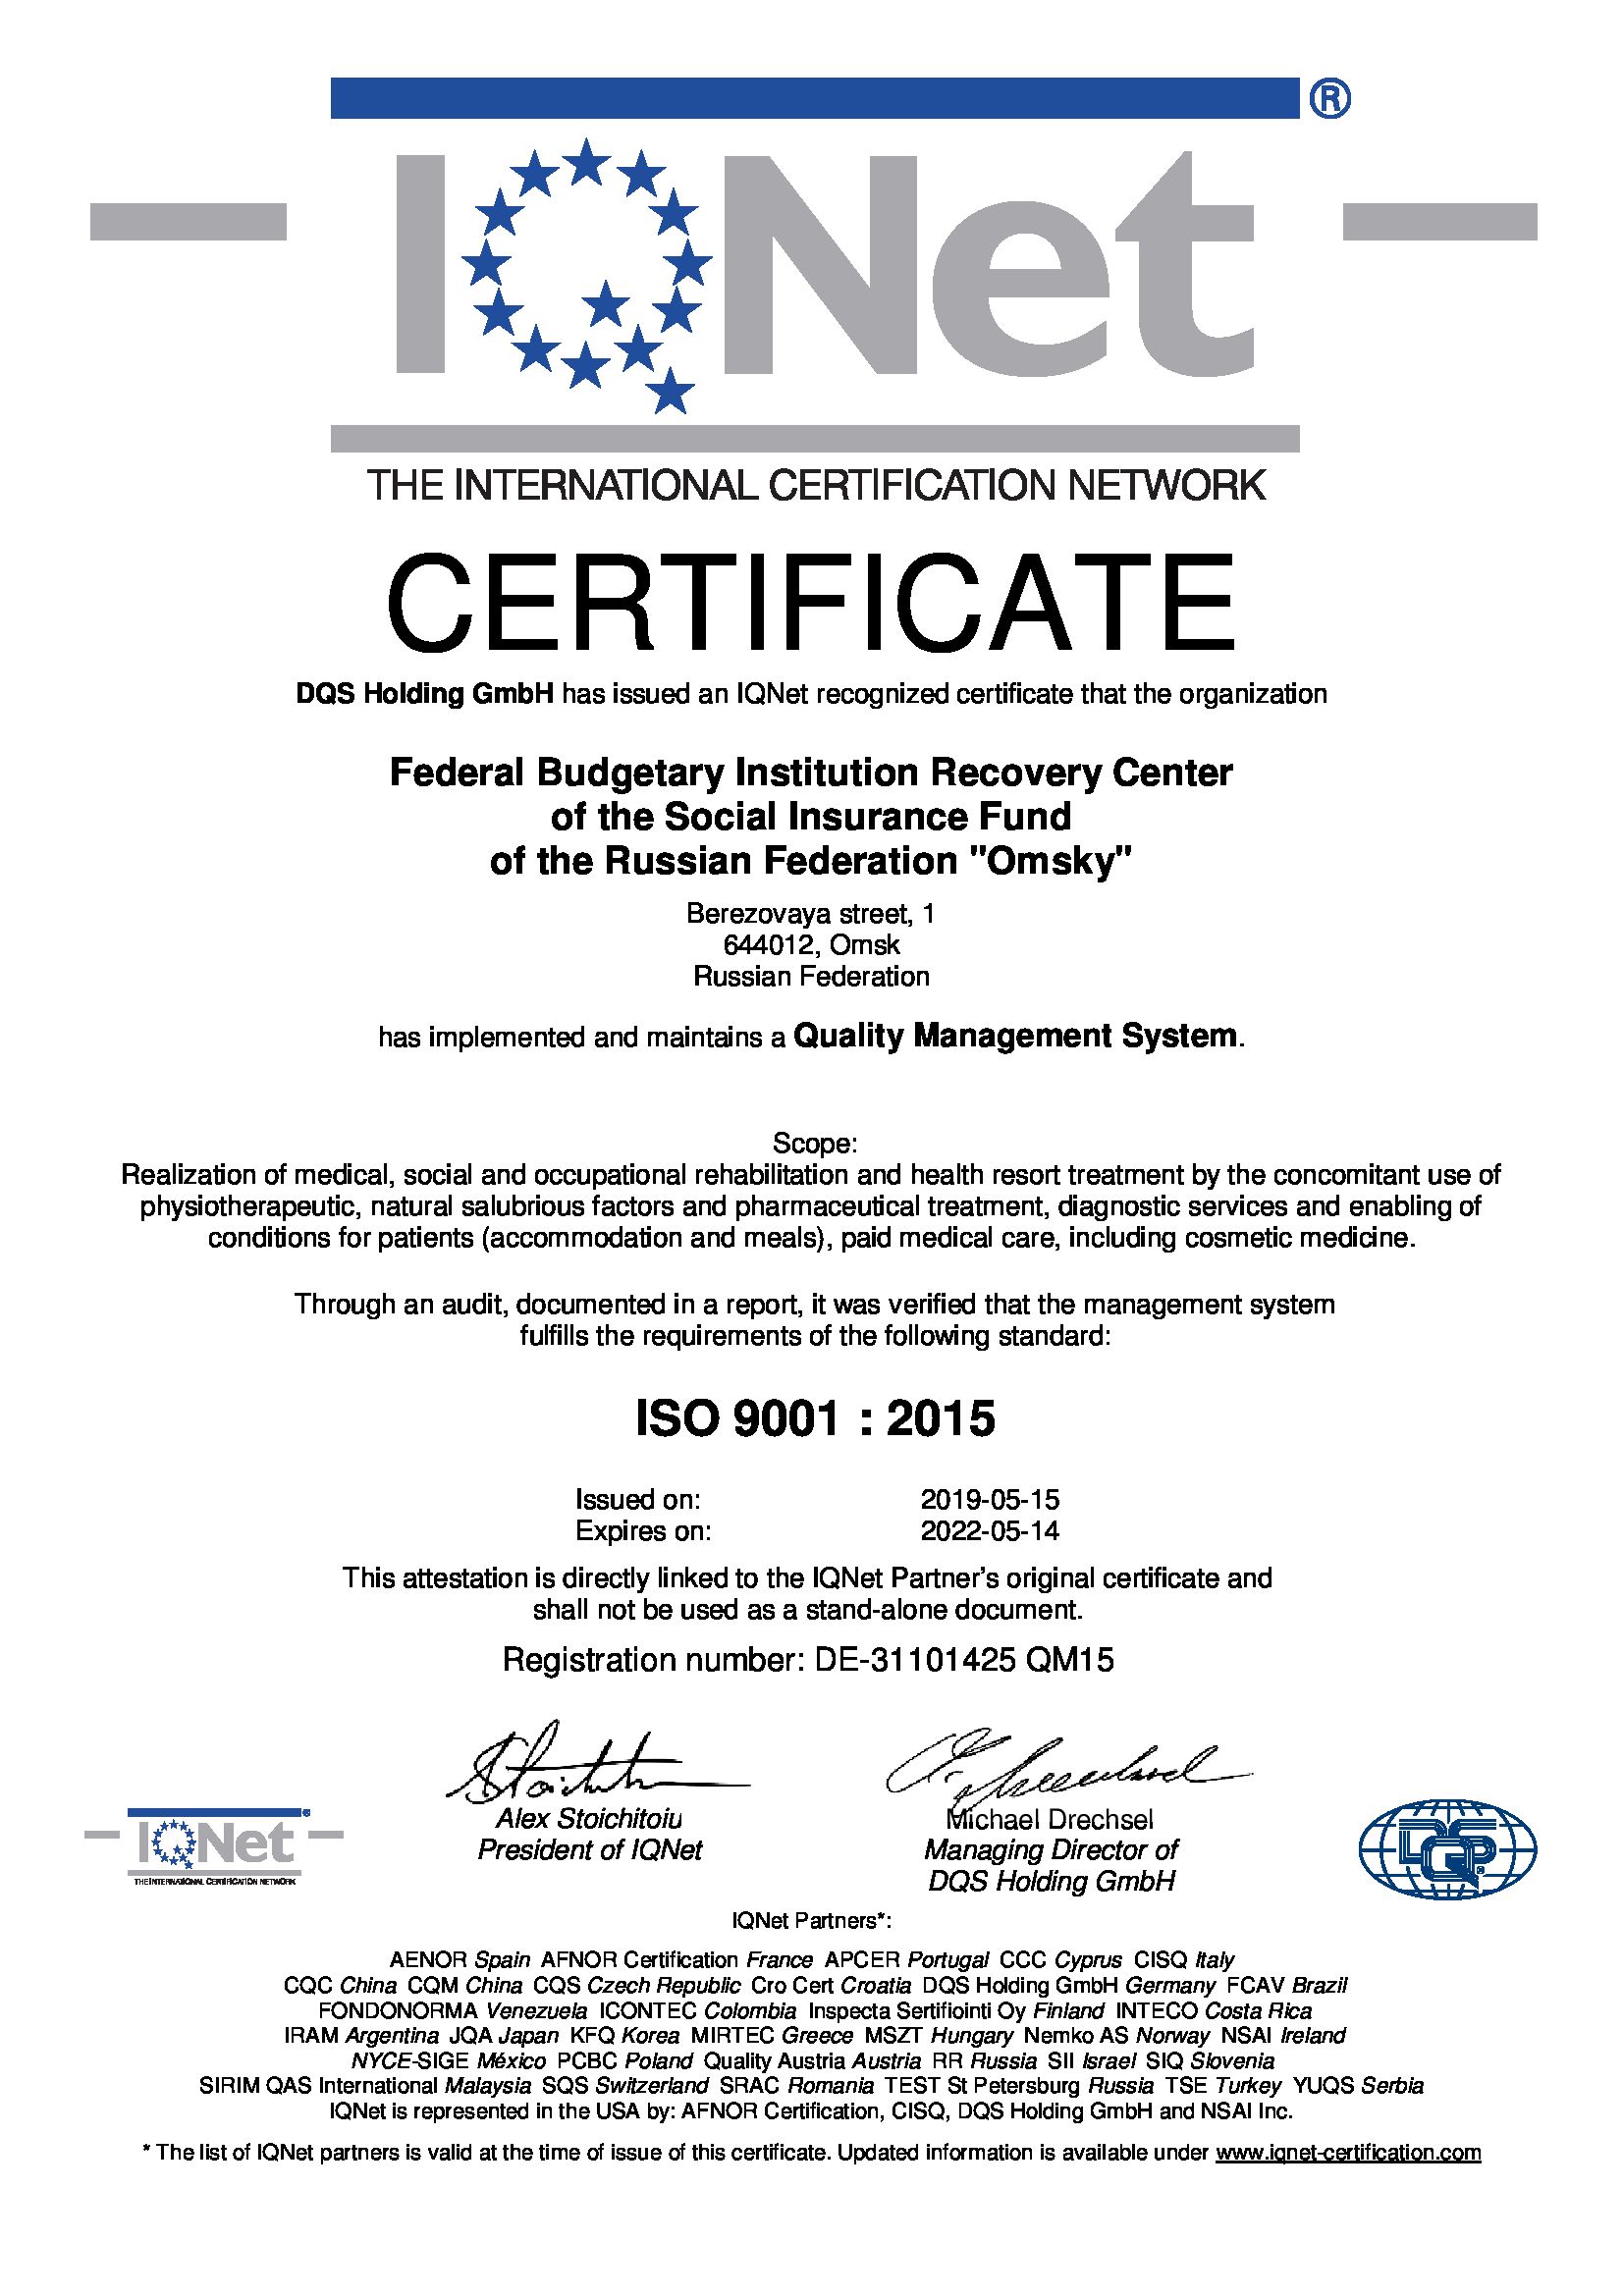 ®
IQNet
THE INTERNATIONAL CERTIFICATION NETWORK
CERTIFICATE
DQS Holding GmbH has issued an IQNet recognized certificate that the organization
Federal Budgetary Institution Recovery Center
of the Social Insurance Fund
of the Russian Federation "Omsky"
Berezovaya street, 1
644012, Omsk
Russian Federation
has implemented and maintains a Quality Management System.
Scope:
Realization of medical, social and occupational rehabilitation and health resort treatment by the concomitant use of
physiotherapeutic, natural salubrious factors and pharmaceutical treatment, diagnostic services and enabling of
conditions for patients (accommodation and meals), paid medical care, including cosmetic medicine.
Through an audit, documented in a report, it was verified that the management system
fulfills the requirements of the following standard:
ISO 9001 : 2015
Issued on: 2019-05-15
Expires on: 2022-05-14
This attestation is directly linked to the IQNet Partner’s original certificate and
shall not be used as a stand-alone document.
Registration number: DE-31101425 QM15
Alex Stoichitoiu
President of IQNet
Michael Drechsel
Managing Director of
DQS Holding GmbH
IQNet ®
THE INTERNATIONAL CERTIFICATION NETWORK
IQNet Partners*:
AENOR Spain AFNOR Certification France APCER Portugal CCC Cyprus CISQ Italy
CQC China CQM China CQS Czech Republic Cro Cert Croatia DQS Holding GmbH Germany FCAV Brazil
FONDONORMA Venezuela ICONTEC Colombia Inspecta Sertifiointi Oy Finland INTECO Costa Rica
IRAM Argentina JQA Japan KFQ Korea MIRTEC Greece MSZT Hungary Nemko AS Norway NSAI Ireland
NYCE-SIGE México PCBC Poland Quality Austria Austria RR Russia SII Israel SIQ Slovenia
SIRIM QAS International Malaysia SQS Switzerland SRAC Romania TEST St Petersburg Russia TSE Turkey YUQS Serbia
IQNet is represented in the USA by: AFNOR Certification, CISQ, DQS Holding GmbH and NSAI Inc.
* The list of IQNet partners is valid at the time of issue of this certificate. Updated information is available under www.iqnet-certification.com